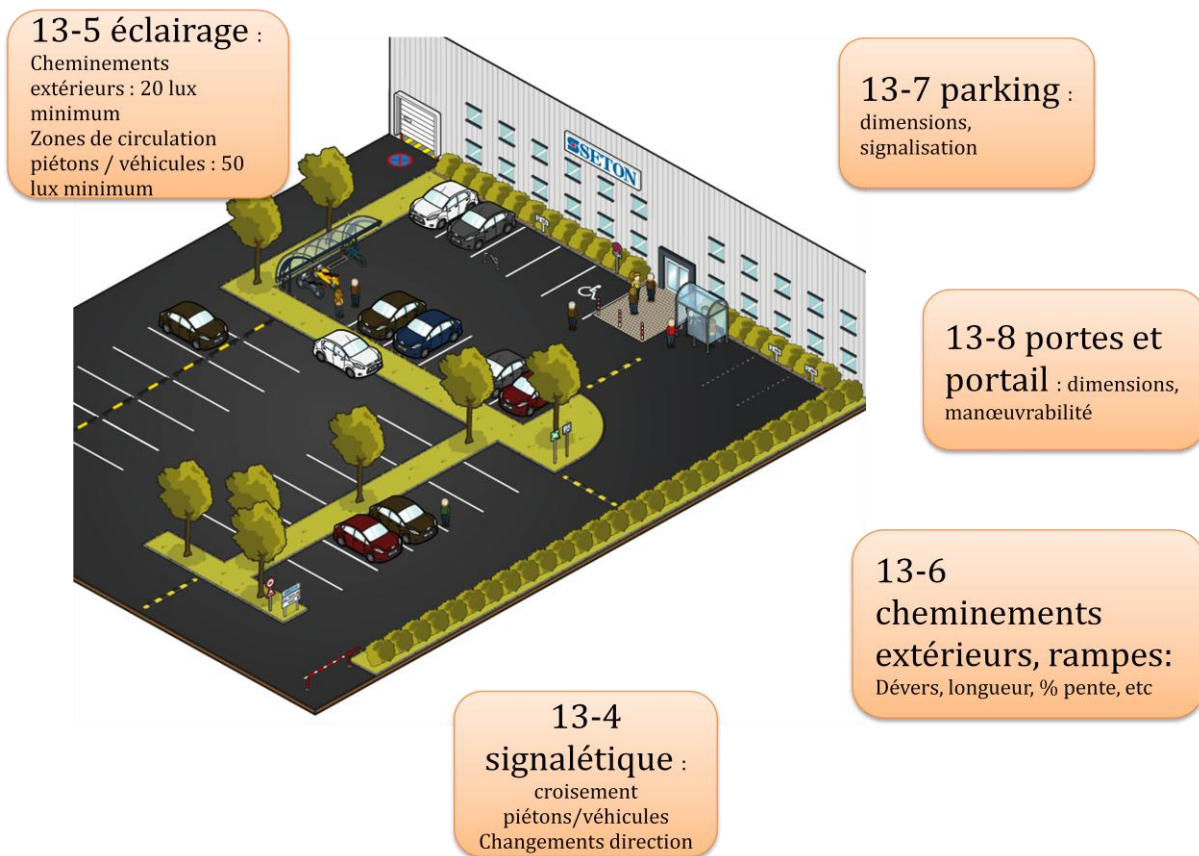 13-5 éclairage :
Cheminements
extérieurs : 20 lux
minimum
Zones de circulation
piétons / véhicules : 50
lux minimum
SETON
13-7 parking :
dimensions,
signalisation
13-8 portes et
portail : dimensions,
manœuvrabilité
13-6
cheminements
extérieurs, rampes:
Dévers, longueur, % pente, etc
13-4
signalétique :
croisement
piétons/véhicules
Changements direction